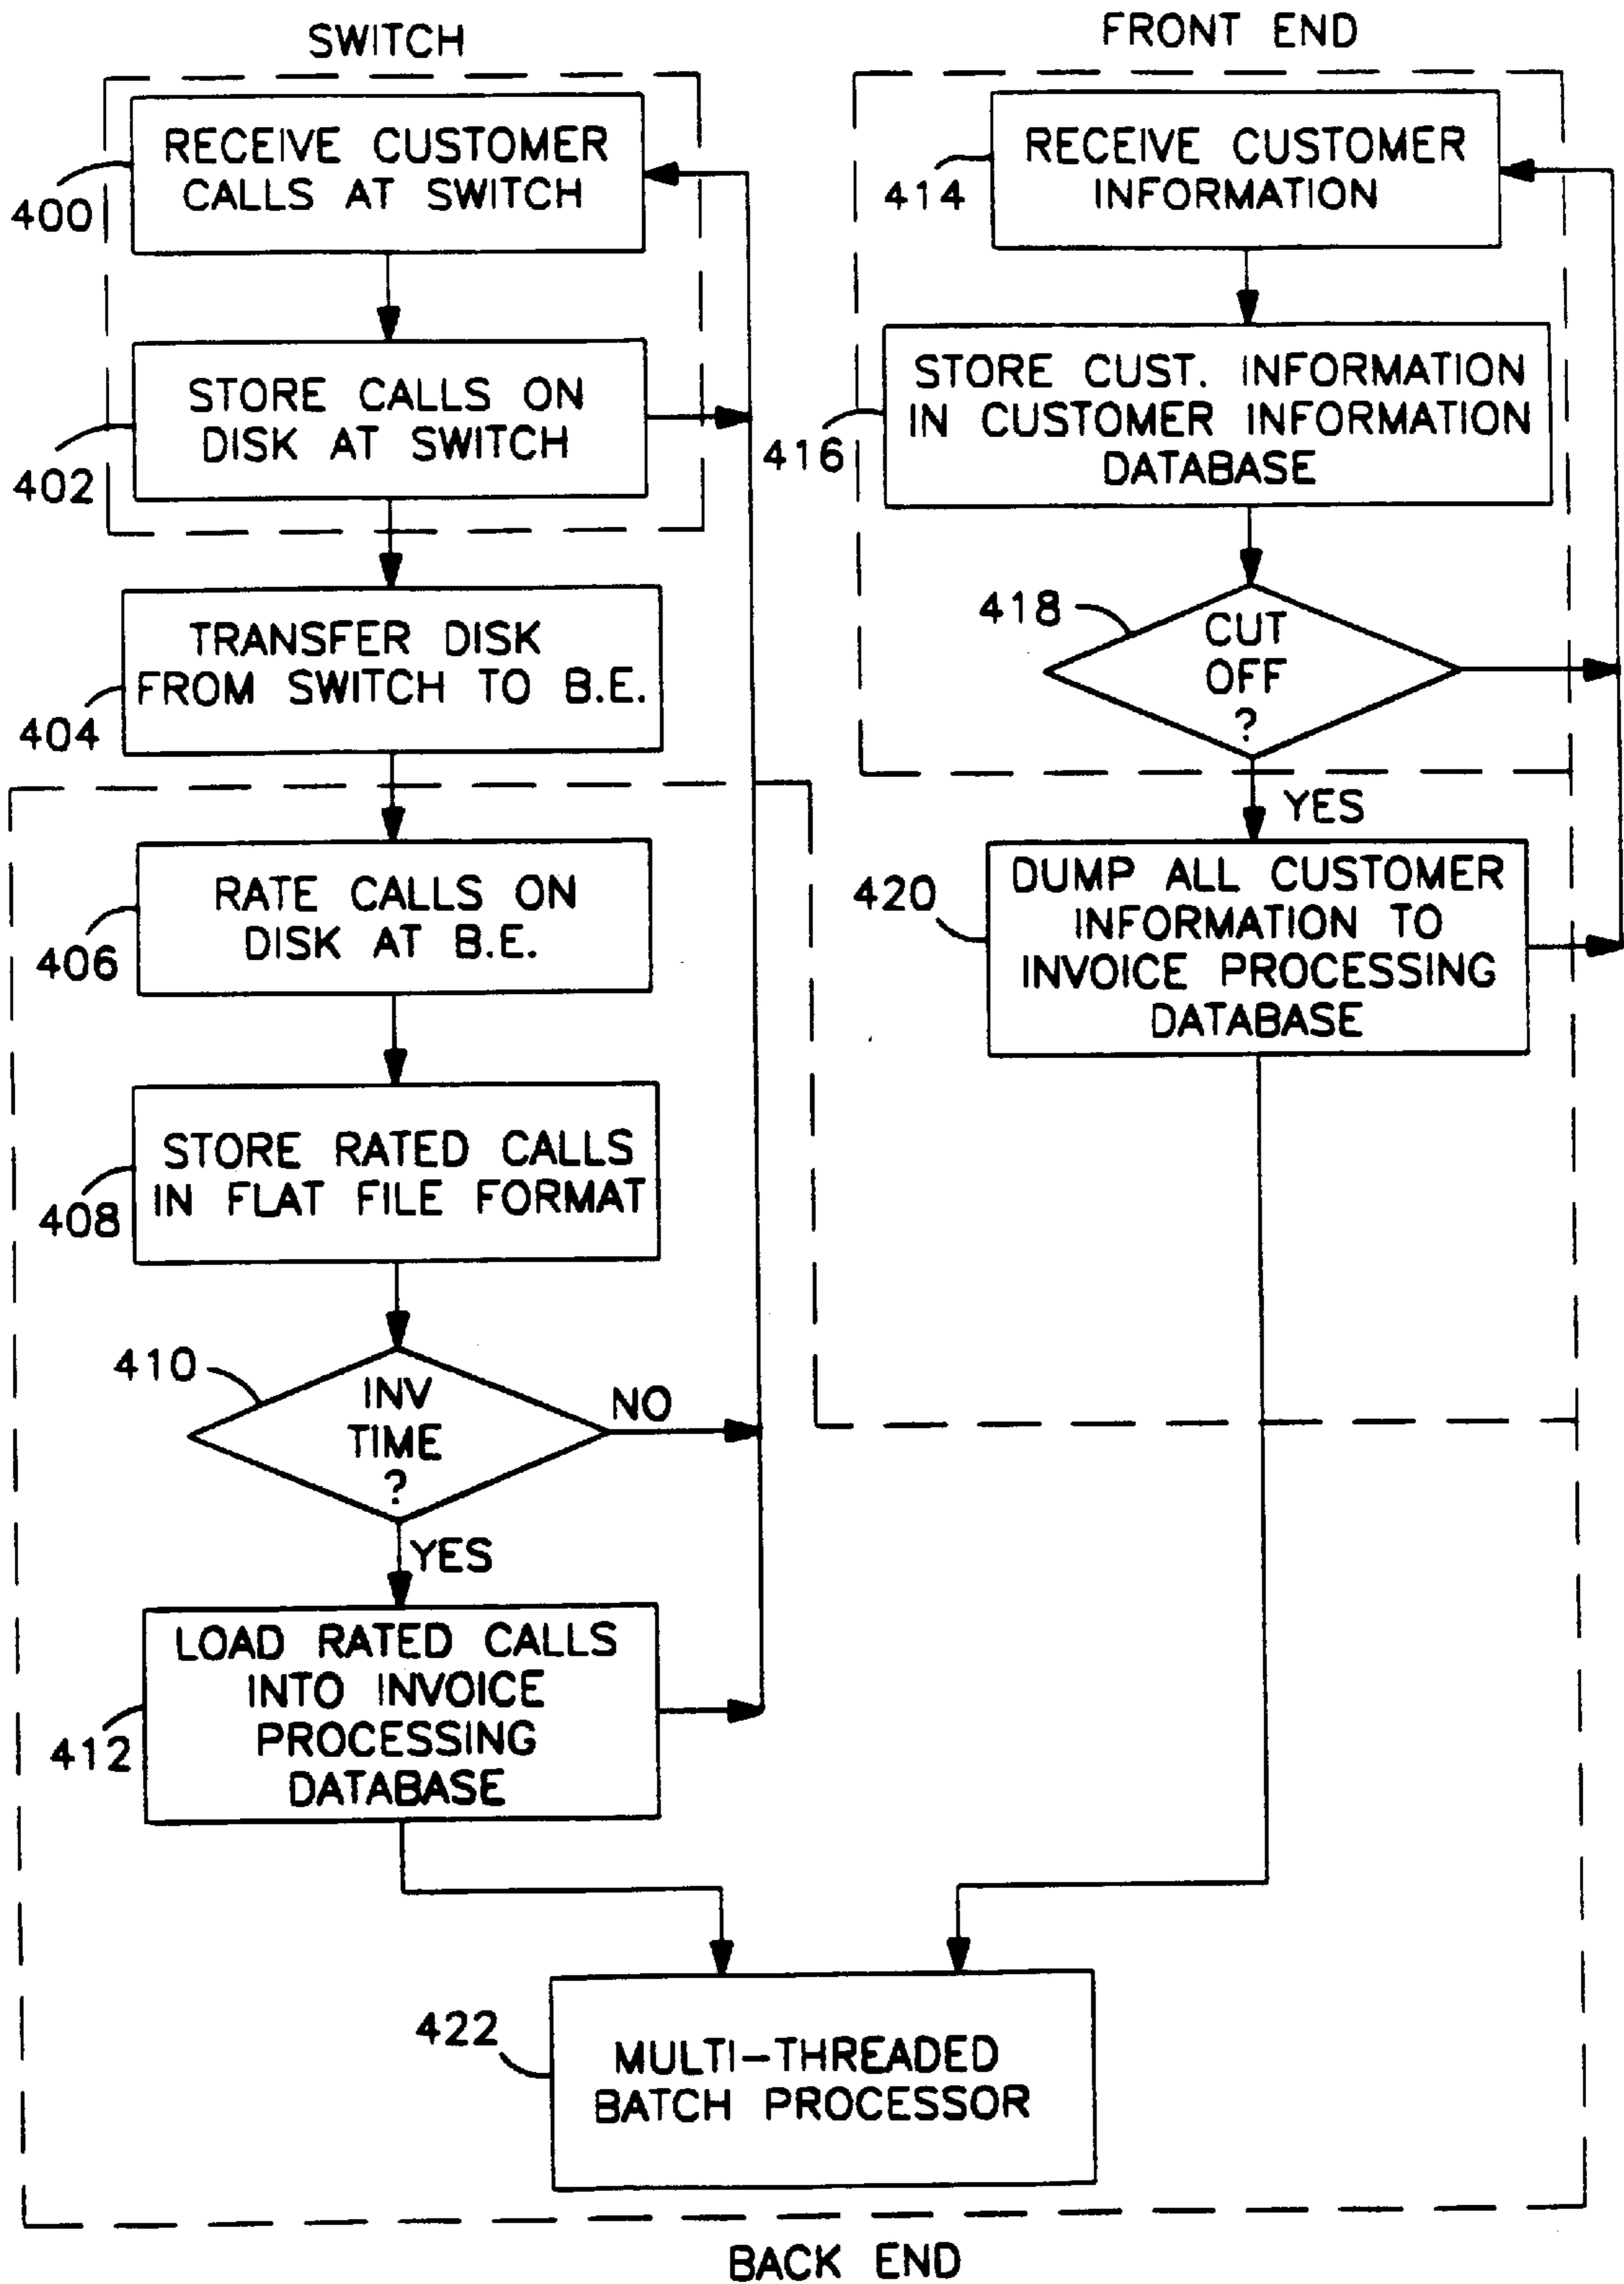 SWITCH
RECEIVE CUSTOMER
CALLS AT SWITCH
400
STORE CALLS ON
DISK AT SWITCH
402
TRANSFER DISK
FROM SWITCH TO B.E.
404
RATE CALLS ON
DISK AT B.E.
406
STORE RATED CALLS
IN FLAT FILE FORMAT
408
410
INV
TIME
?
NO
YES
LOAD RATED CALLS
INTO INVOICE
PROCESSING
DATABASE
412
FRONT END
RECEIVE CUSTOMER
INFORMATION
414
STORE CUST. INFORMATION
IN CUSTOMER INFORMATION
DATABASE
416
418
CUT
OFF
?
YES
DUMP ALL CUSTOMER
INFORMATION TO
INVOICE PROCESSING
DATABASE
420
422
MULTI-THREADED
BATCH PROCESSOR
BACK END